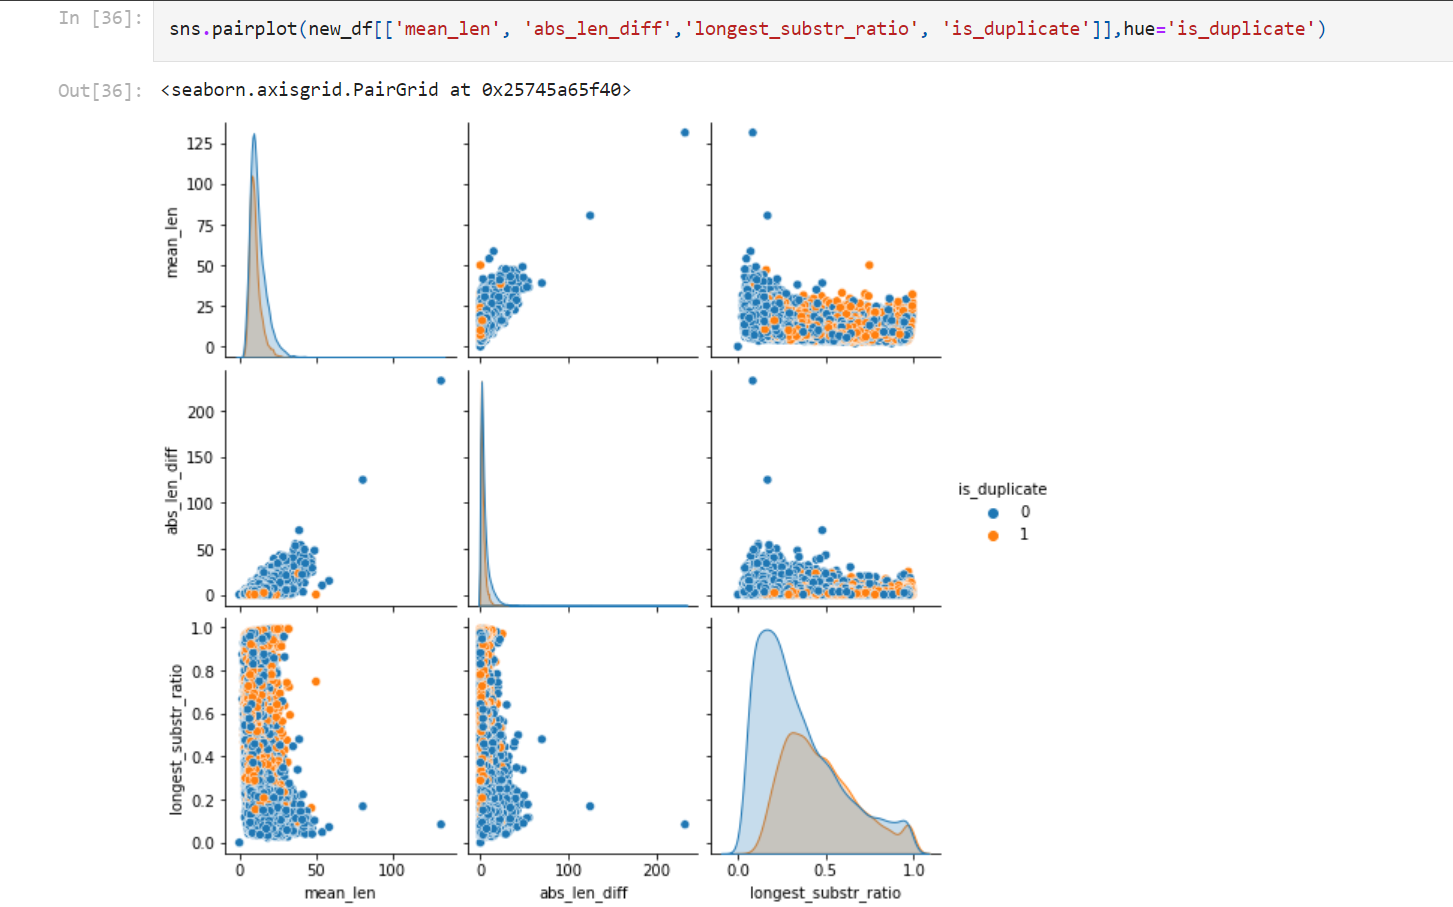 In [36]: sns.pairplot(new_df[['mean_len', 'abs_len_diff','longest_substr_ratio', 'is_duplicate']],hue='is_duplicate')
Out[36]: <seaborn.axisgrid.PairGrid at 0x25745a65f40>
mean_len
125
100
75
50
25
0
abs_len_diff
200
150
100
50
0
is_duplicate
0
1
longest_substr_ratio
1.0
0.8
0.6
0.4
0.2
0.0
0 50 100
0 100 200
0.0 0.5 1.0
mean_len
abs_len_diff
longest_substr_ratio